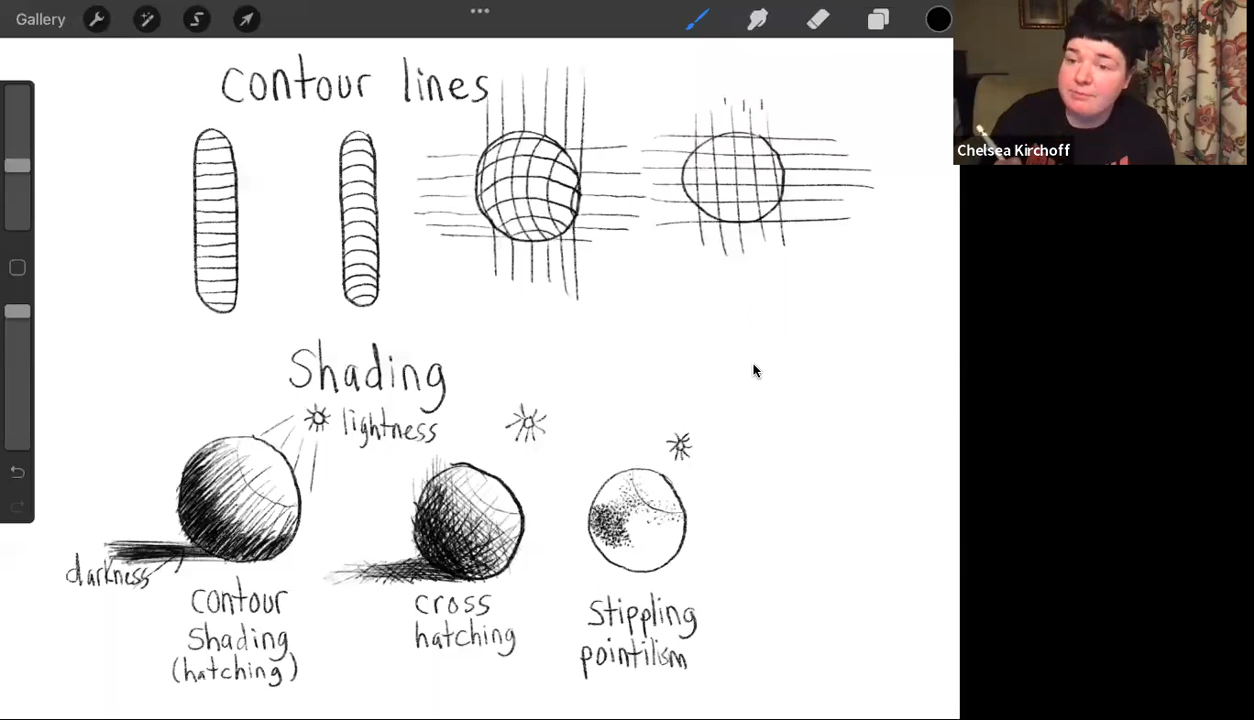 Gallery
Chelsea Kirchoff
contour lines
Shading
lightness
darkness
contour
Shading
(hatching)
cross
hatching
Stippling
pointilism